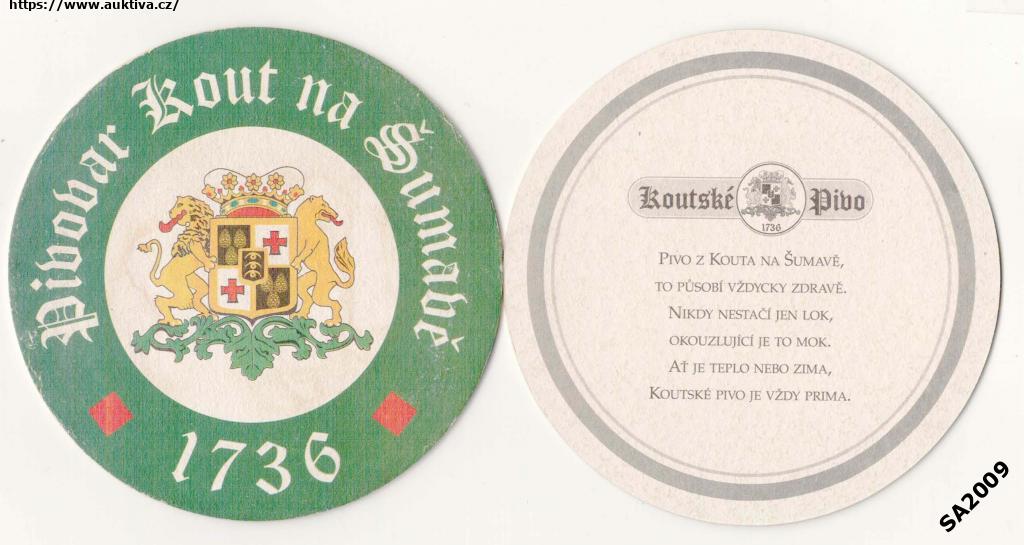 https://www.auktiva.cz/
Pivovar Kout na Šumavě
1736
Koutské Pivo
1736
Pivo z Kouta na Šumavě,
to působí vždycky zdravě.
Nikdy nestačí jen lok,
okouzlující je to mok.
Ať je teplo nebo zima,
Koutské pivo je vždy prima.
SA2009